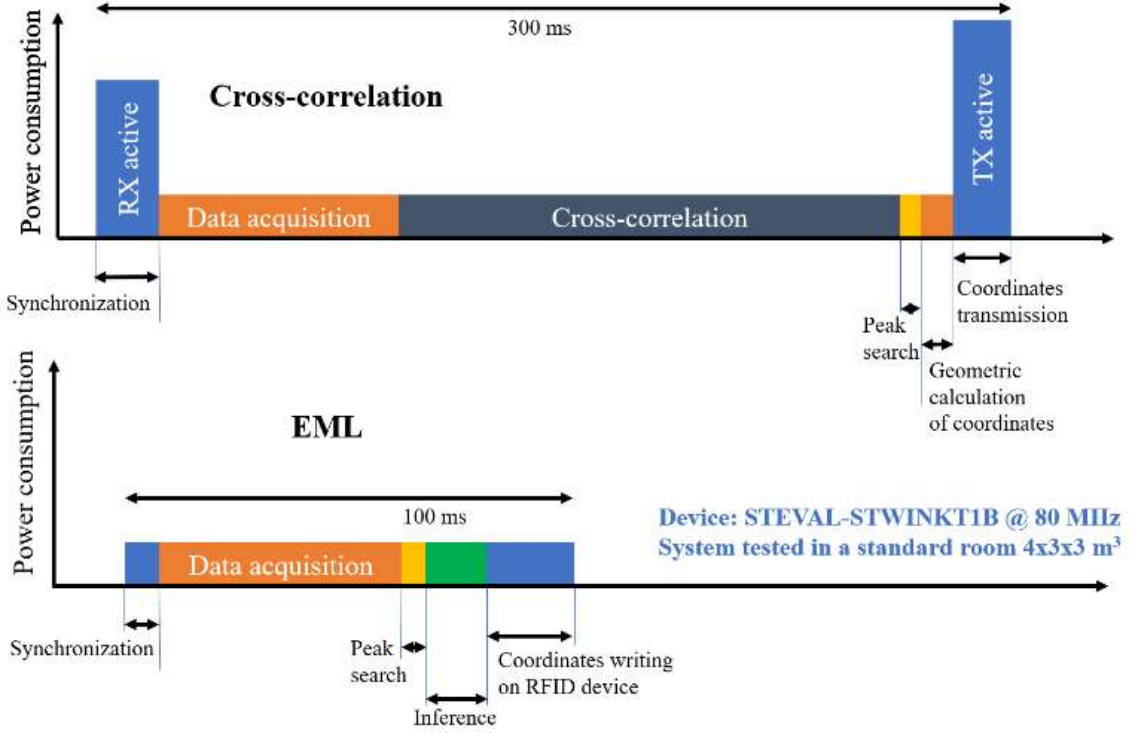 300 ms
Power consumption
Cross-correlation
RX active
TX active
Data acquisition
Cross-correlation
Synchronization
Peak
search
Coordinates
transmission
Geometric
calculation
of coordinates
Power consumption
EML
100 ms
Device: STEVAL-STWINKT1B @ 80 MHz
System tested in a standard room 4x3x3 m³
Data acquisition
Synchronization
Peak
search
Coordinates writing
on RFID device
Inference